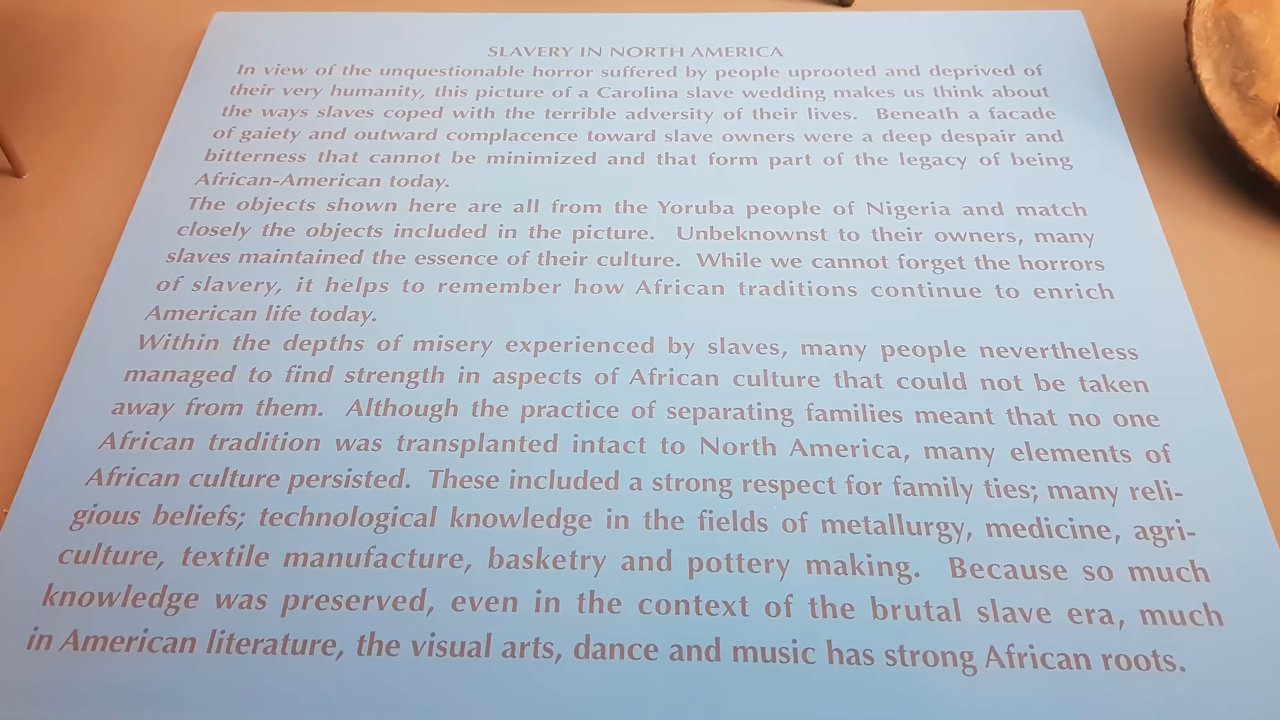 SLAVERY IN NORTH AMERICA
In view of the unquestionable horror suffered by people uprooted and deprived of
their very humanity, this picture of a Carolina slave wedding makes us think about
the ways slaves coped with the terrible adversity of their lives. Beneath a facade
of gaiety and outward complacence toward slave owners were a deep despair and
bitterness that cannot be minimized and that form part of the legacy of being
African-American today.
The objects shown here are all from the Yoruba people of Nigeria and match
closely the objects included in the picture. Unbeknownst to their owners, many
slaves maintained the essence of their culture. While we cannot forget the horrors
of slavery, it helps to remember how African traditions continue to enrich
American life today.
Within the depths of misery experienced by slaves, many people nevertheless
managed to find strength in aspects of African culture that could not be taken
away from them. Although the practice of separating families meant that no one
African tradition was transplanted intact to North America, many elements of
African culture persisted. These included a strong respect for family ties; many reli-
gious beliefs; technological knowledge in the fields of metallurgy, medicine, agri-
culture, textile manufacture, basketry and pottery making. Because so much
knowledge was preserved, even in the context of the brutal slave era, much
in American literature, the visual arts, dance and music has strong African roots.